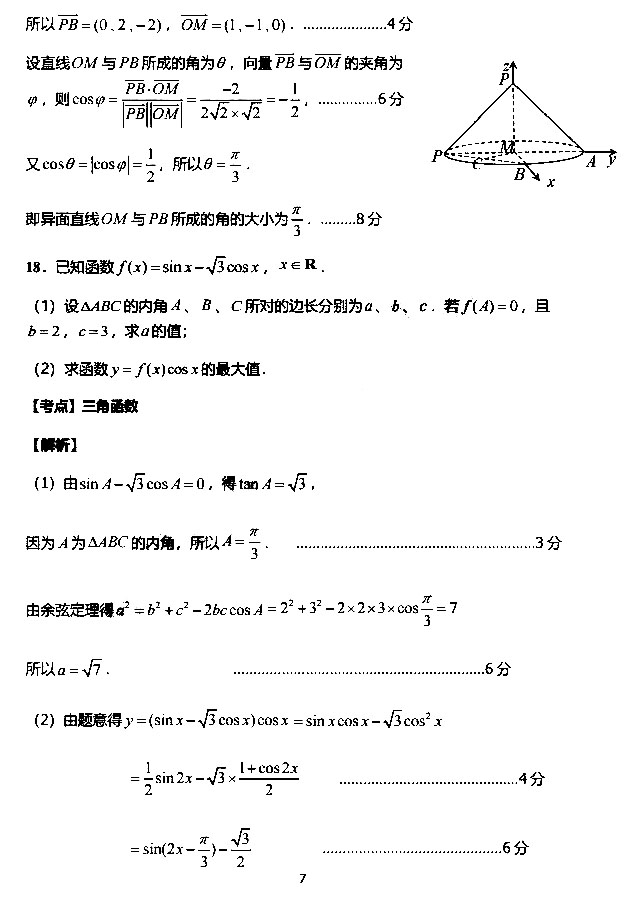 所以 $\overrightarrow{PB}=(0,2,-2)$，$\overrightarrow{OM}=(1,-1,0)$．…………………4分
设直线 $OM$ 与 $PB$ 所成的角为 $\theta$，向量 $\overrightarrow{PB}$ 与 $\overrightarrow{OM}$ 的夹角为
$\varphi$，则 $\cos\varphi=\frac{\overrightarrow{PB}\cdot\overrightarrow{OM}}{|\overrightarrow{PB}||\overrightarrow{OM}|}=\frac{-2}{2\sqrt{2}\times\sqrt{2}}=-\frac{1}{2}$，……………6分
又 $\cos\theta=|\cos\varphi|=\frac{1}{2}$，所以 $\theta=\frac{\pi}{3}$．
即异面直线 $OM$ 与 $PB$ 所成的角的大小为 $\frac{\pi}{3}$．………8分
z
P
P
M
C
B
A
y
x
18．已知函数 $f(x)=\sin x-\sqrt{3}\cos x$，$x\in\mathbf{R}$．
（1）设 $\Delta ABC$ 的内角 $A$、$B$、$C$ 所对的边长分别为 $a$、$b$、$c$．若 $f(A)=0$，且
$b=2$，$c=3$，求 $a$ 的值；
（2）求函数 $y=f(x)\cos x$ 的最大值．
【考点】三角函数
【解析】
（1）由 $\sin A-\sqrt{3}\cos A=0$，得 $\tan A=\sqrt{3}$，
因为 $A$ 为 $\Delta ABC$ 的内角，所以 $A=\frac{\pi}{3}$．……………………………………3分
由余弦定理得 $a^2=b^2+c^2-2bc\cos A=2^2+3^2-2\times2\times3\times\cos\frac{\pi}{3}=7$
所以 $a=\sqrt{7}$．……………………………………6分
（2）由题意得 $y=(\sin x-\sqrt{3}\cos x)\cos x=\sin x\cos x-\sqrt{3}\cos^2 x$
$=\frac{1}{2}\sin 2x-\sqrt{3}\times\frac{1+\cos 2x}{2}$ ……………………………4分
$=\sin(2x-\frac{\pi}{3})-\frac{\sqrt{3}}{2}$ ……………………………6分
7